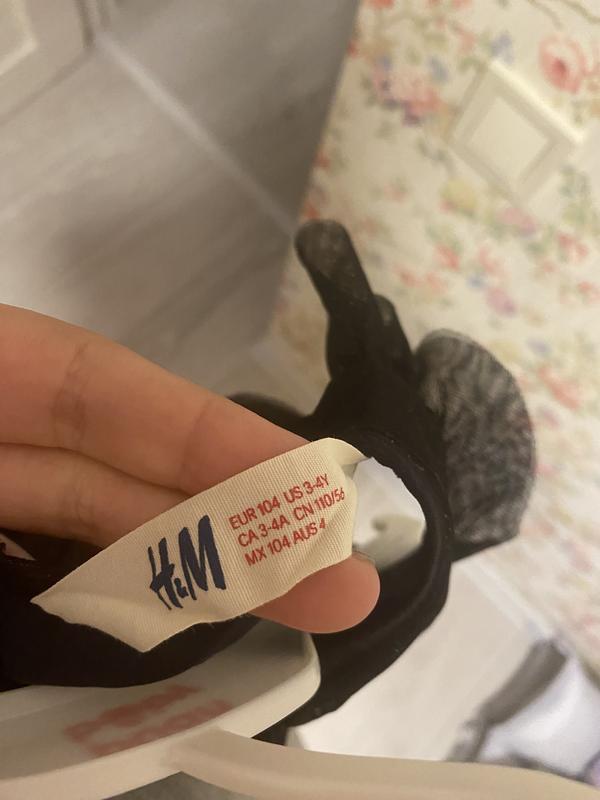 H&M
EUR 104 US 3-4Y
CA 3-4A CN 110/56
MX 104 AUS 4